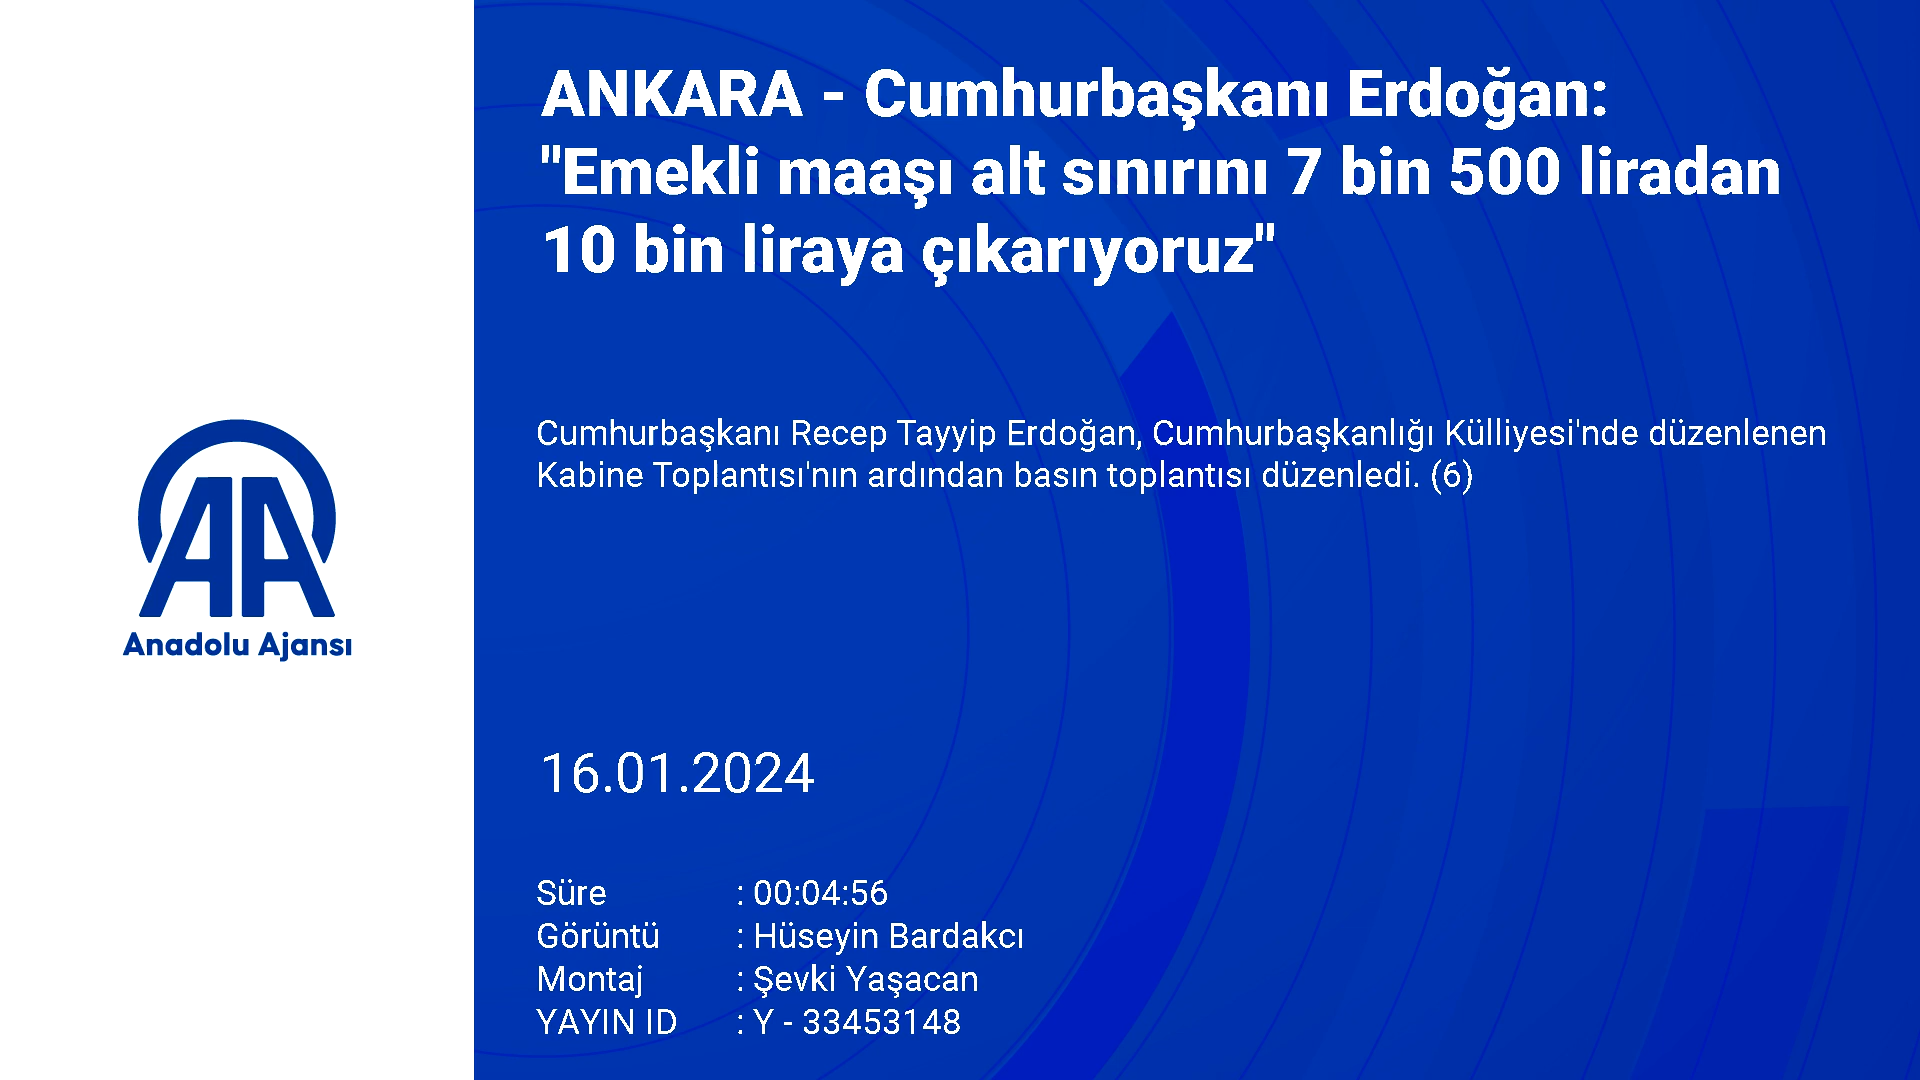 ANKARA - Cumhurbaşkanı Erdoğan:
"Emekli maaşı alt sınırını 7 bin 500 liradan
10 bin liraya çıkarıyoruz"
Cumhurbaşkanı Recep Tayyip Erdoğan, Cumhurbaşkanlığı Külliyesi'nde düzenlenen
Kabine Toplantısı'nın ardından basın toplantısı düzenledi. (6)
AA
Anadolu Ajansı
16.01.2024
Süre : 00:04:56
Görüntü : Hüseyin Bardakcı
Montaj : Şevki Yaşacan
YAYIN ID : Y - 33453148